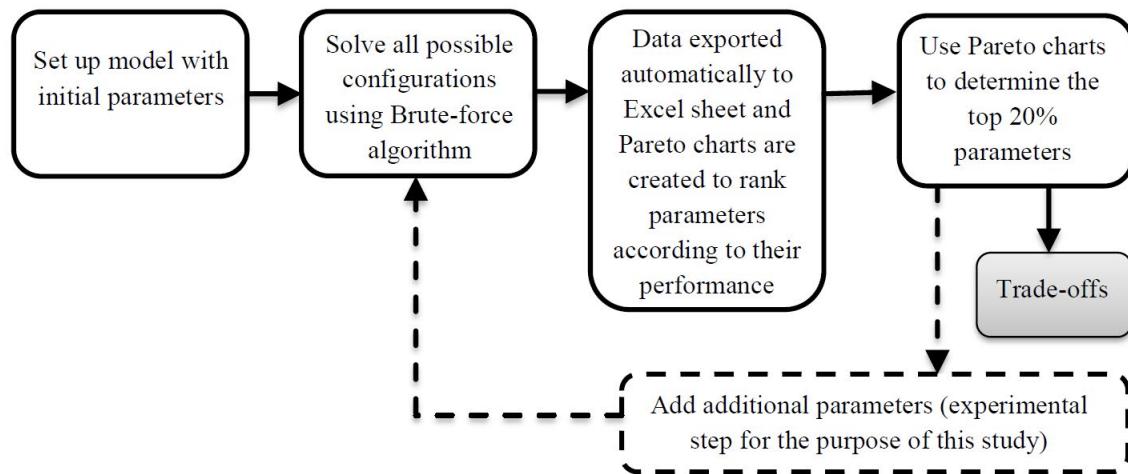 Set up model with
initial parameters
Solve all possible
configurations
using Brute-force
algorithm
Data exported
automatically to
Excel sheet and
Pareto charts are
created to rank
parameters
according to their
performance
Use Pareto charts
to determine the
top 20%
parameters
Trade-offs
Add additional parameters (experimental
step for the purpose of this study)